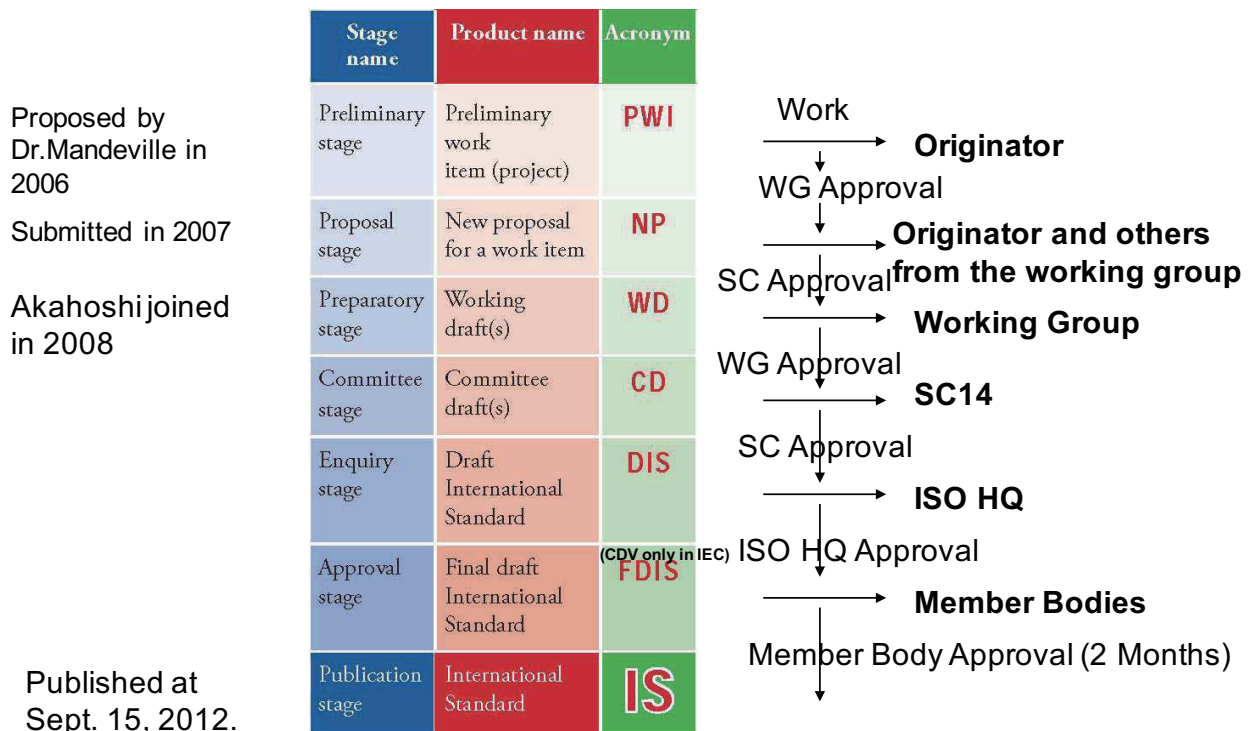 Stage
name
Product name
Acronym
Proposed by
Dr.Mandeville in
2006
Preliminary
stage
Preliminary
work
item (project)
PWI
Work
Originator
WG Approval
Submitted in 2007
Proposal
stage
New proposal
for a work item
NP
Originator and others
from the working group
SC Approval
Akahoshi joined
in 2008
Preparatory
stage
Working
draft(s)
WD
Working Group
WG Approval
Committee
stage
Committee
draft(s)
CD
SC14
SC Approval
Enquiry
stage
Draft
International
Standard
DIS
ISO HQ
(CDV only in IEC)
ISO HQ Approval
Approval
stage
Final draft
International
Standard
FDIS
Member Bodies
Member Body Approval (2 Months)
Published at
Sept. 15, 2012.
Publication
stage
International
Standard
IS